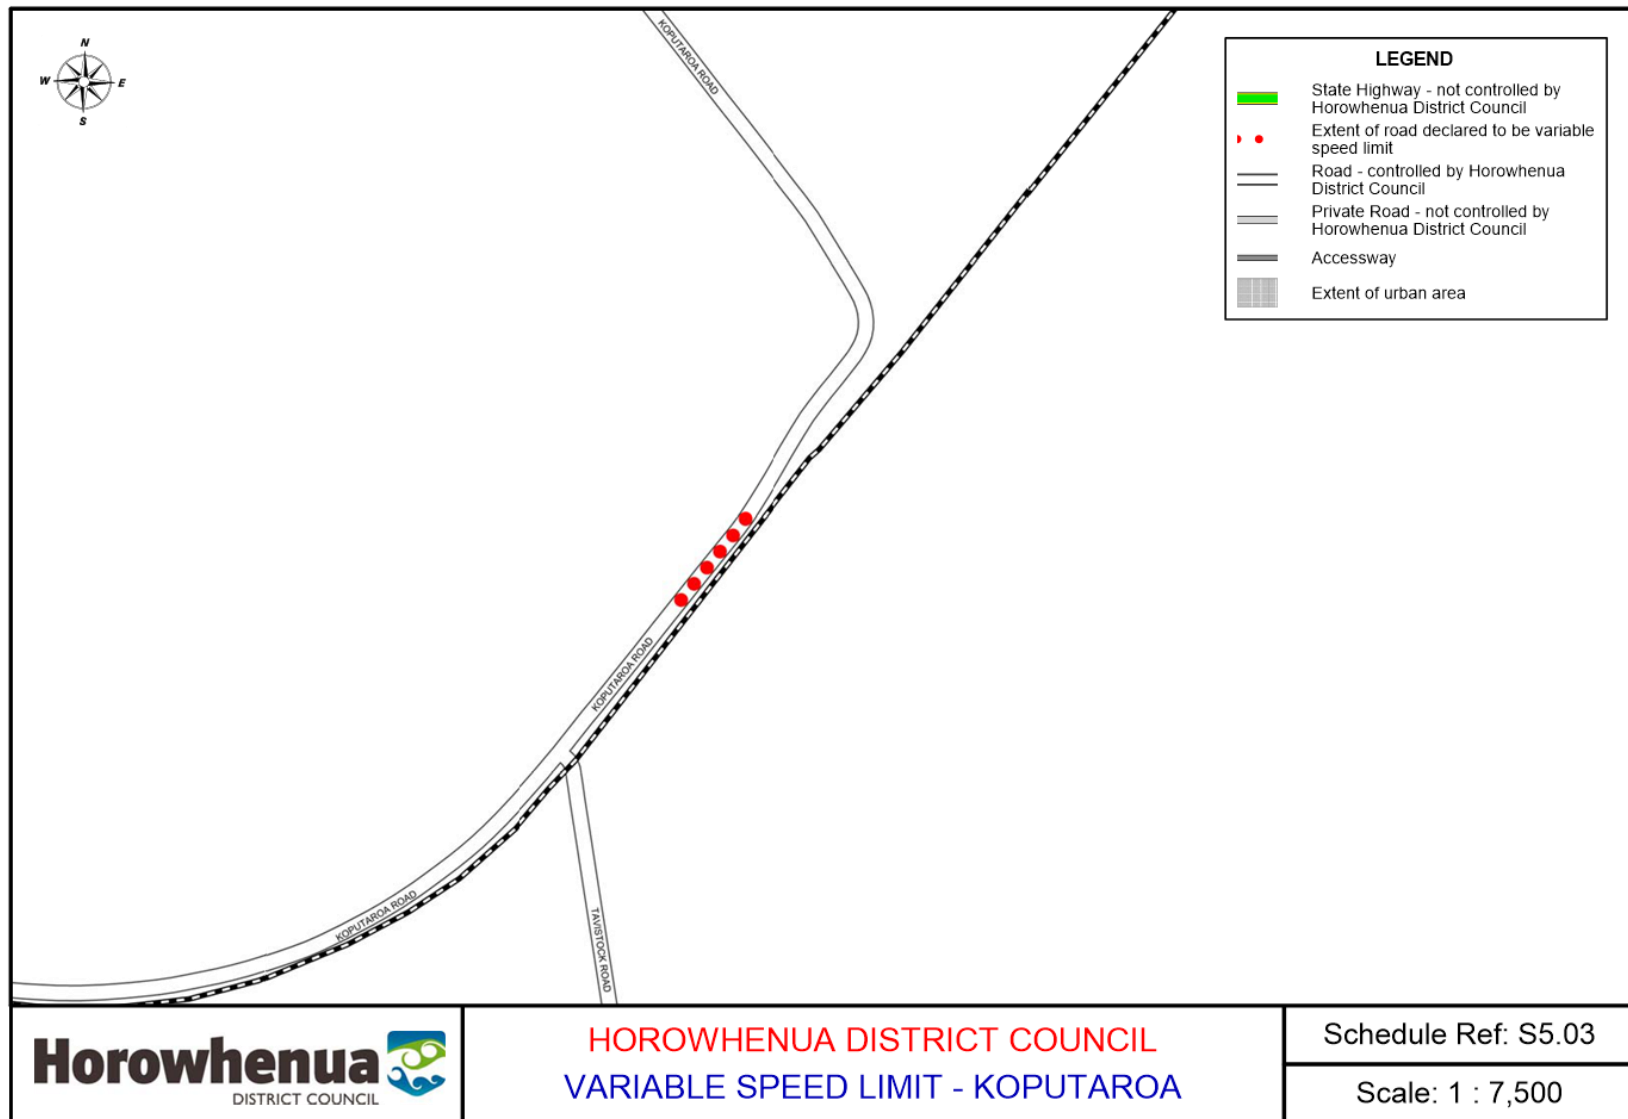 N
W
E
S
KOPUTAROA ROAD
LEGEND
State Highway - not controlled by
Horowhenua District Council
Extent of road declared to be variable
speed limit
Road - controlled by Horowhenua
District Council
Private Road - not controlled by
Horowhenua District Council
Accessway
Extent of urban area
KOPUTAROA ROAD
KOPUTAROA ROAD
TAVISTOCK ROAD
Horowhenua
DISTRICT COUNCIL
HOROWHENUA DISTRICT COUNCIL
VARIABLE SPEED LIMIT - KOPUTAROA
Schedule Ref: S5.03
Scale: 1 : 7,500